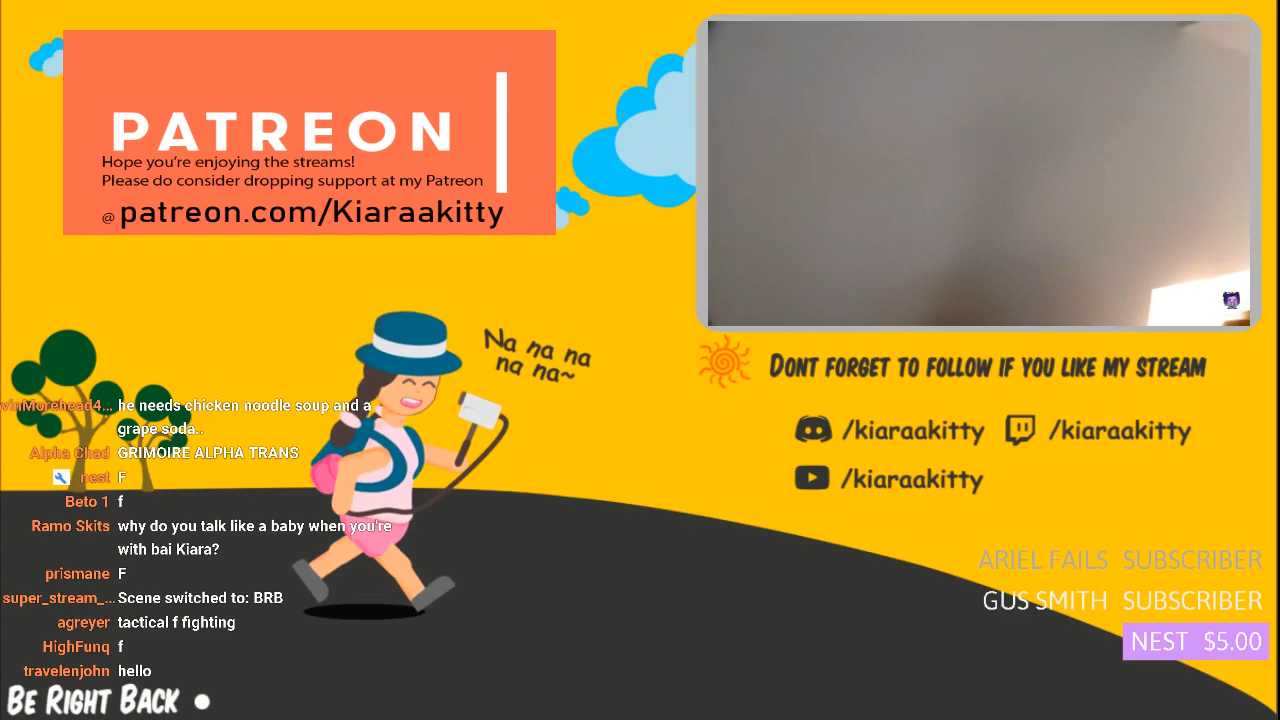 PATREON
Hope you're enjoying the streams!
Please do consider dropping support at my Patreon
@ patreon.com/Kiaraakitty
Na na na
na na~
DONT FORGET TO FOLLOW IF YOU LIKE MY STREAM
/kiaraakitty /kiaraakitty
/kiaraakitty
vinMorehead4... he needs chicken noodle soup and a
grape soda..
Alpha Chad GRIMOIRE ALPHA TRANS
nest F
Beto 1 f
Ramo Skits why do you talk like a baby when you're
with bai Kiara?
prismane F
super_stream_... Scene switched to: BRB
agreyer tactical f fighting
HighFunq f
travelenjohn hello
BE RIGHT BACK
ARIEL FAILS SUBSCRIBER
GUS SMITH SUBSCRIBER
NEST $5.00